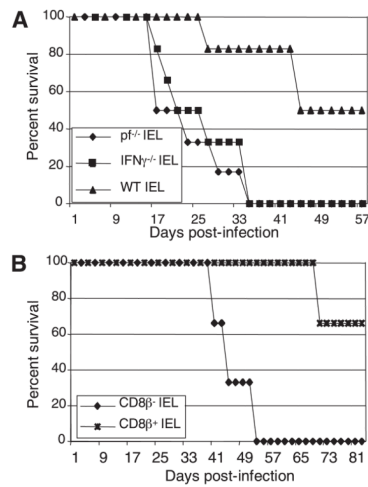 A
100
80
60
40
20
0
Percent survival
pf-/- IEL
IFNγ-/- IEL
WT IEL
1 9 17 25 33 41 49 57
Days post-infection
B
100
80
60
40
20
0
Percent survival
CD8β- IEL
CD8β+ IEL
1 9 17 25 33 41 49 57 65 73 81
Days post-infection